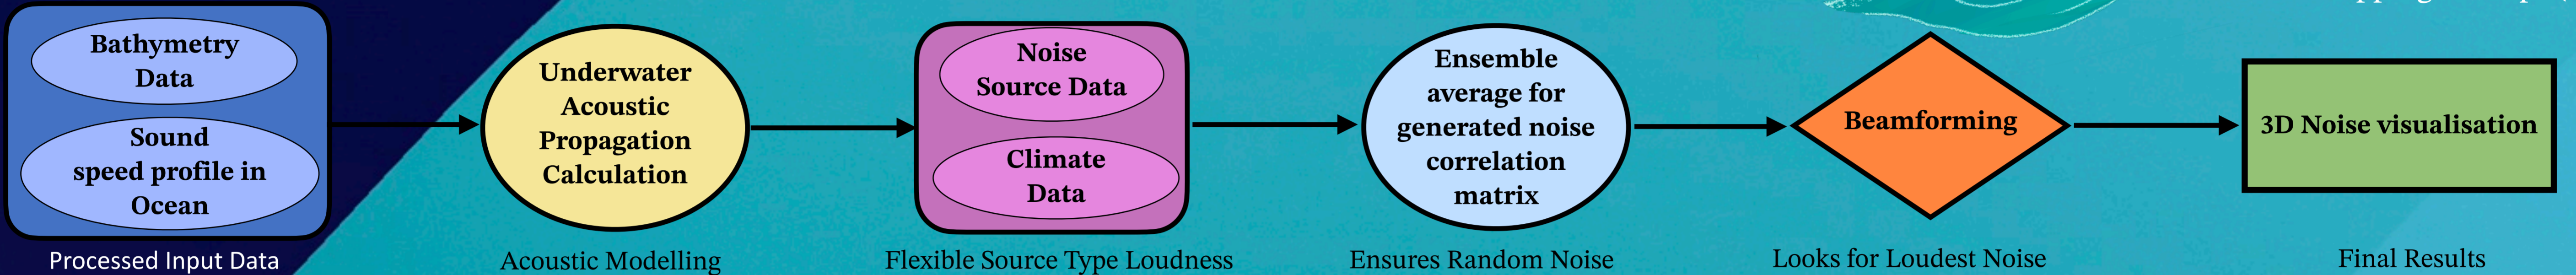 Bathymetry
Data
Sound
speed profile in
Ocean
Processed Input Data
Underwater
Acoustic
Propagation
Calculation
Acoustic Modelling
Noise
Source Data
Climate
Data
Flexible Source Type Loudness
Ensemble
average for
generated noise
correlation
matrix
Ensures Random Noise
Beamforming
Looks for Loudest Noise
3D Noise visualisation
Final Results